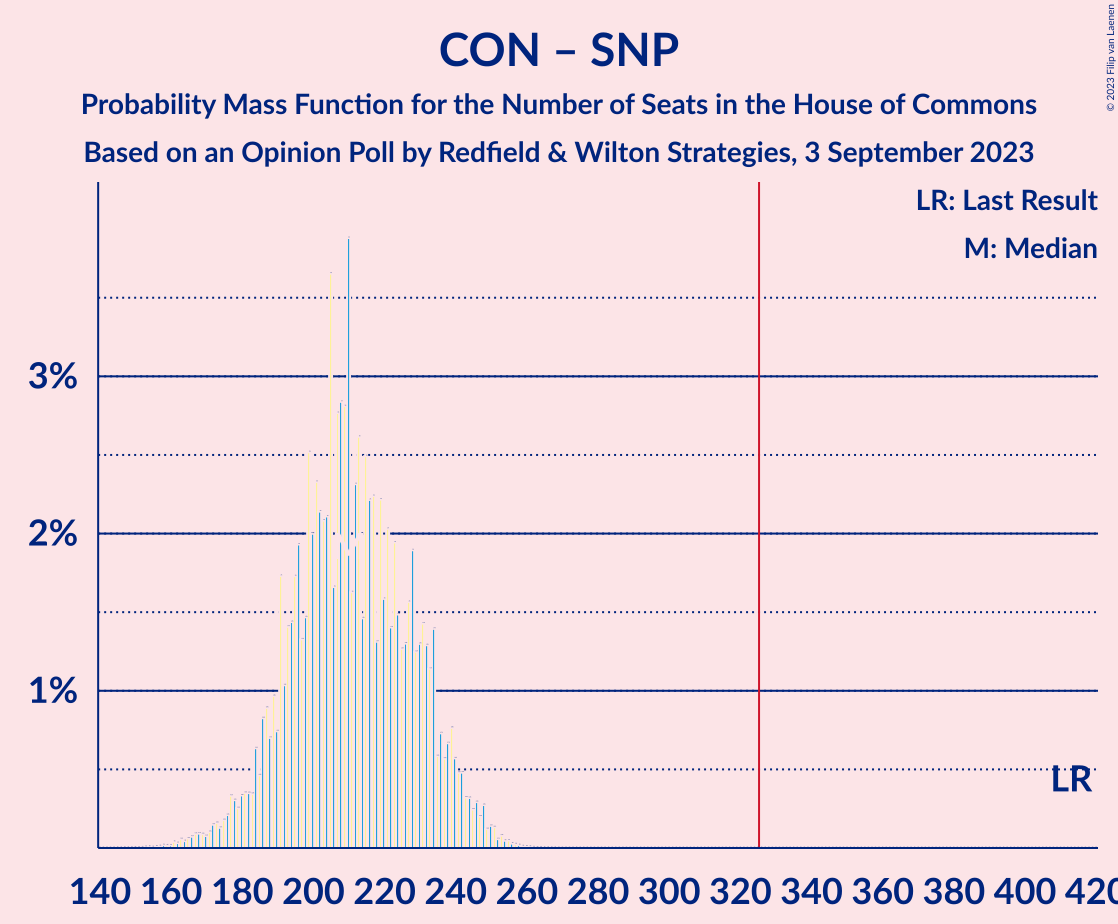 CON – SNP
Probability Mass Function for the Number of Seats in the House of Commons
Based on an Opinion Poll by Redfield & Wilton Strategies, 3 September 2023
© 2023 Filip van Laenen
LR: Last Result
M: Median
3%
2%
1%
LR
140 160 180 200 220 240 260 280 300 320 340 360 380 400 420